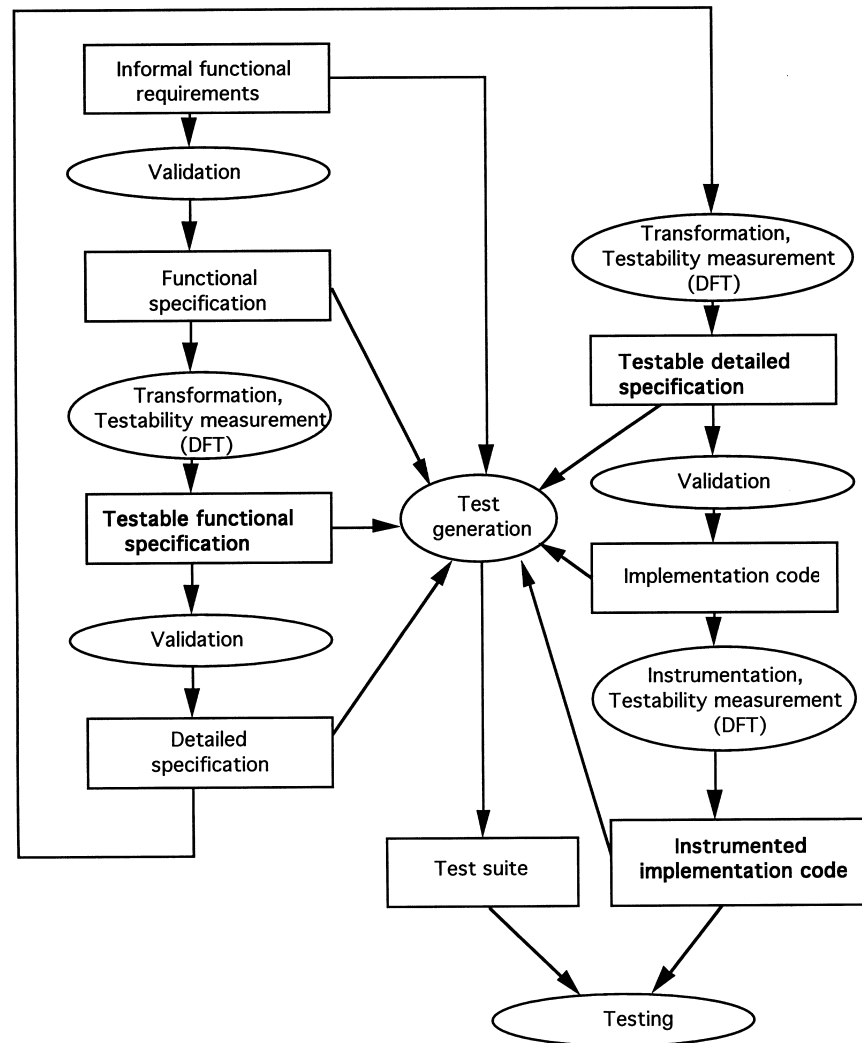 Informal functional
requirements
Validation
Functional
specification
Transformation,
Testability measurement
(DFT)
Testable functional
specification
Validation
Detailed
specification
Test
generation
Test suite
Transformation,
Testability measurement
(DFT)
Testable detailed
specification
Validation
Implementation code
Instrumentation,
Testability measurement
(DFT)
Instrumented
implementation code
Testing